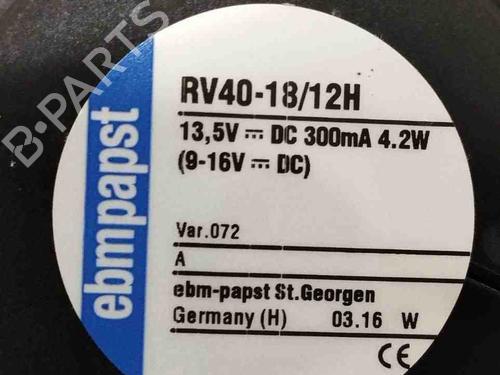 RV40-18/12H
13,5V ⎓ DC 300mA 4.2W
(9-16V ⎓ DC)
Var.072
A
ebm-papst St.Georgen
Germany (H) 03.16 W
CE
ebmpapst
B-PARTS